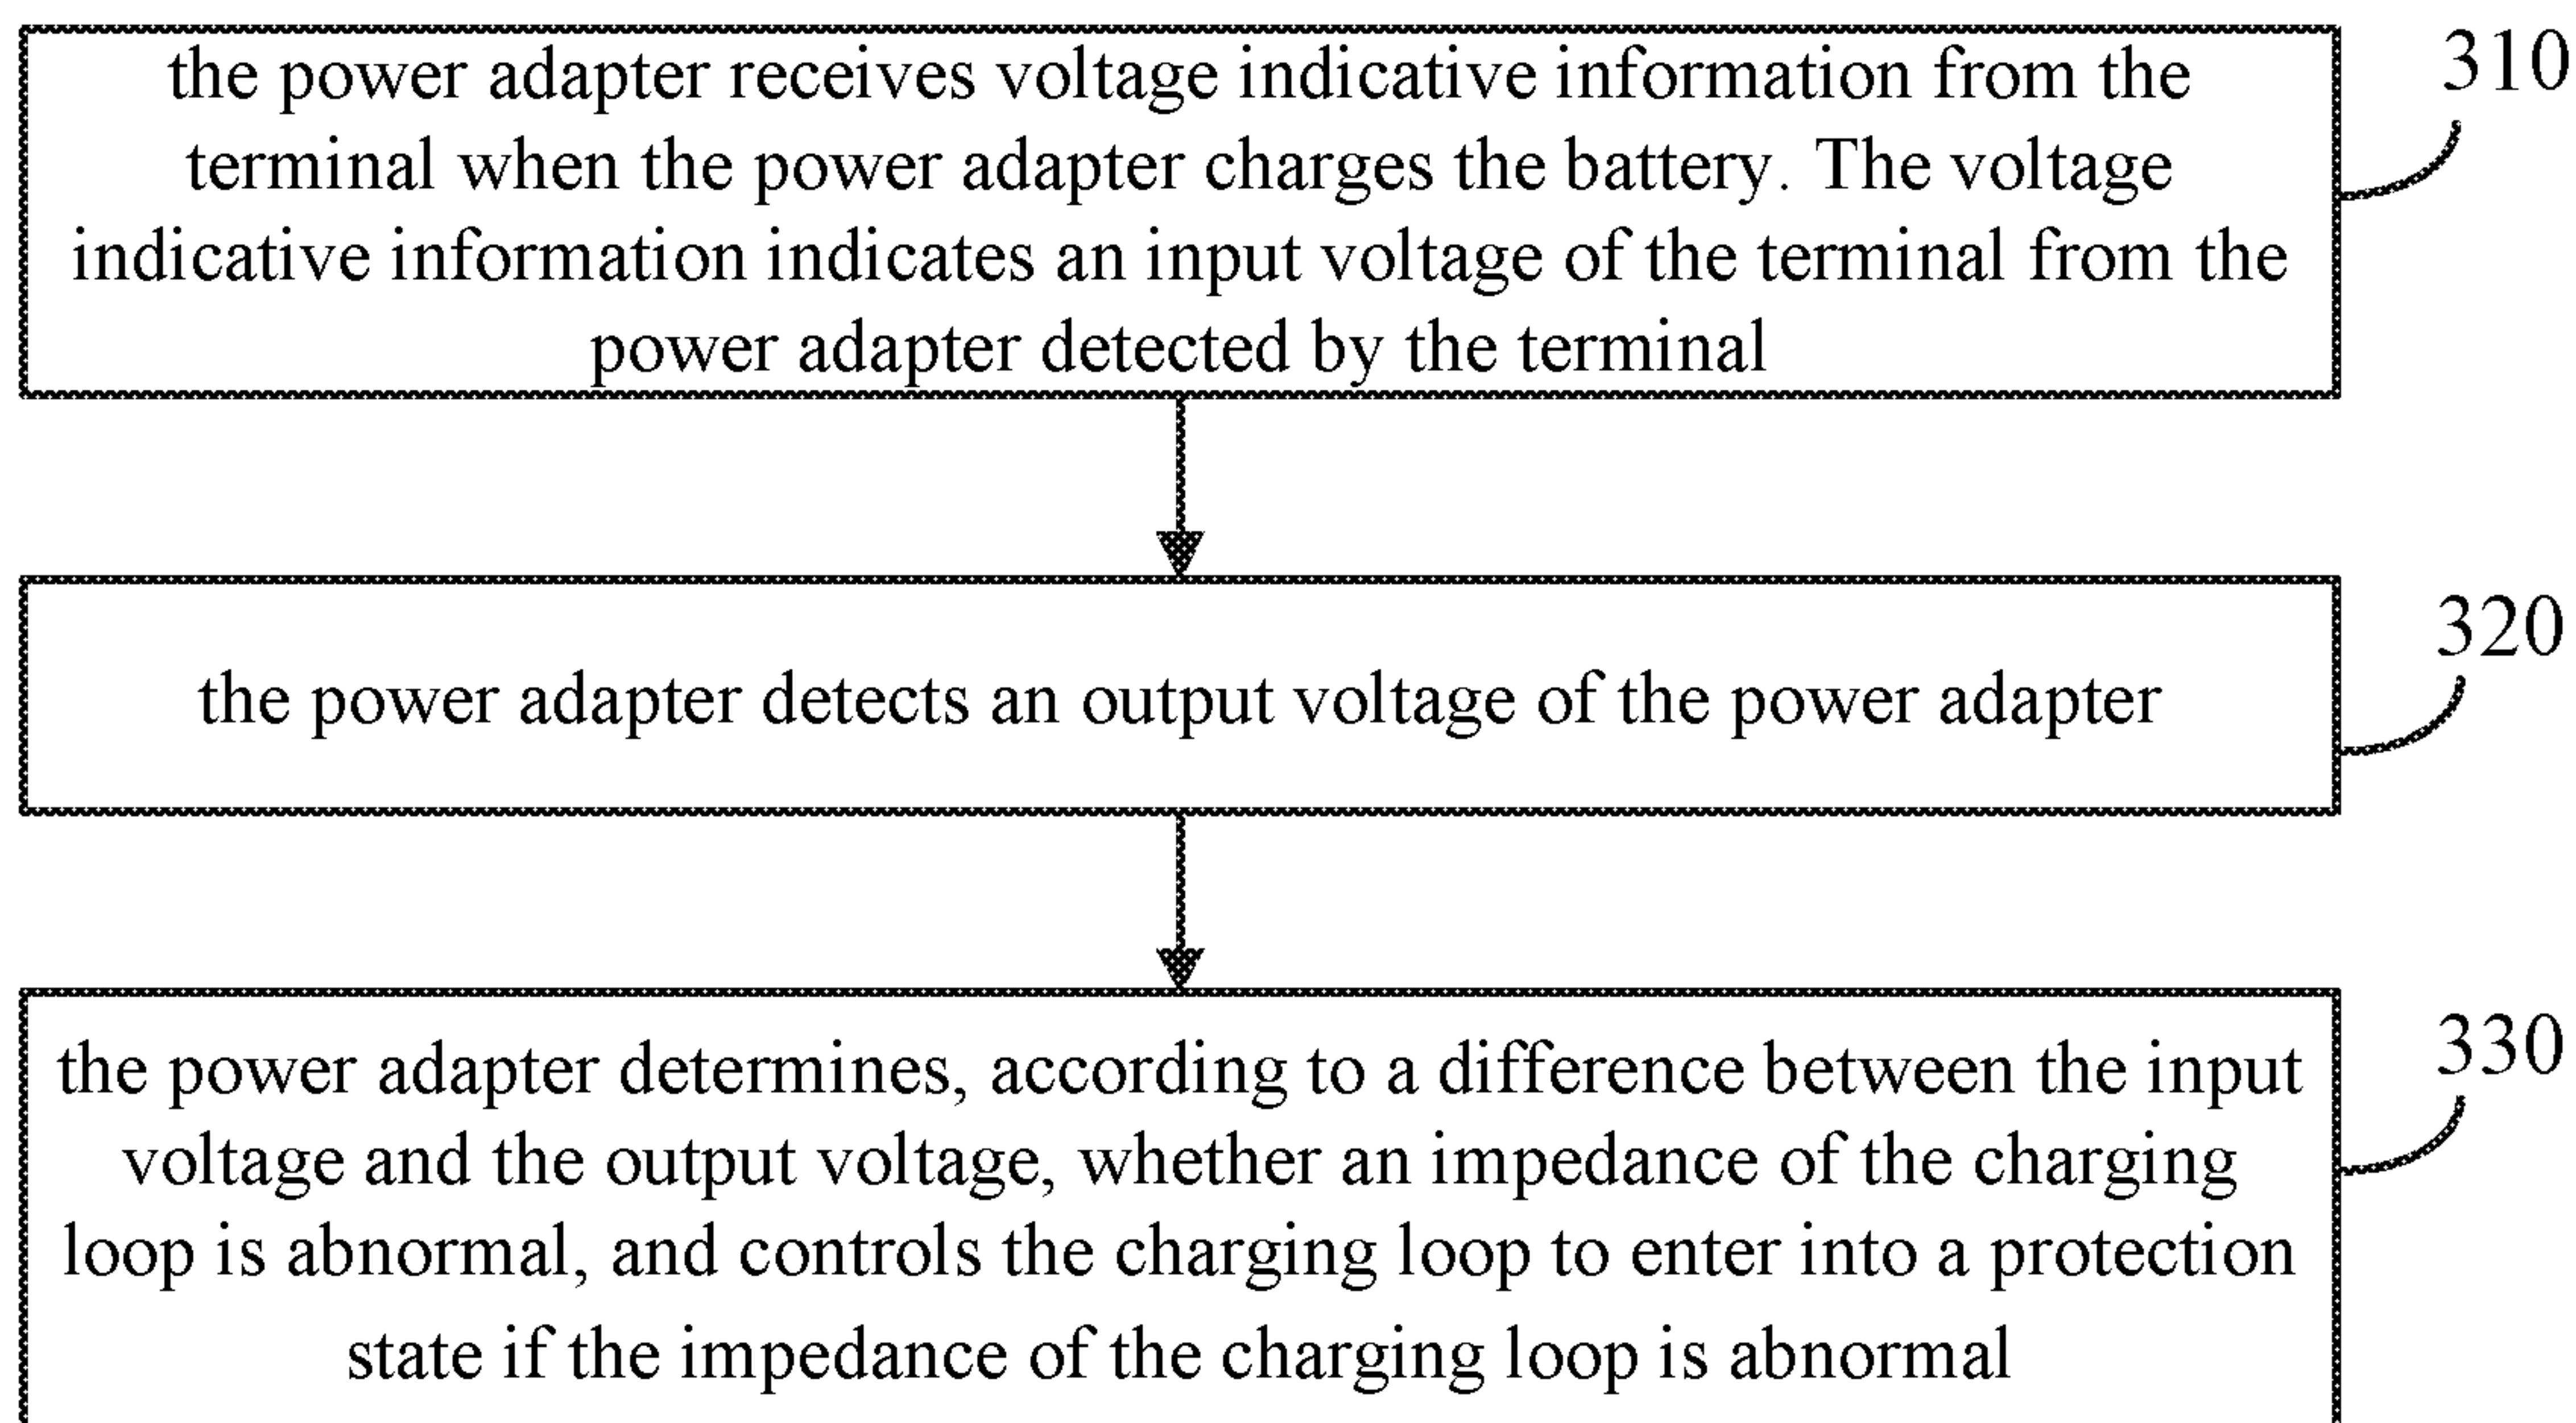 the power adapter receives voltage indicative information from the
terminal when the power adapter charges the battery. The voltage
indicative information indicates an input voltage of the terminal from the
power adapter detected by the terminal
310
the power adapter detects an output voltage of the power adapter
320
the power adapter determines, according to a difference between the input
voltage and the output voltage, whether an impedance of the charging
loop is abnormal, and controls the charging loop to enter into a protection
state if the impedance of the charging loop is abnormal
330